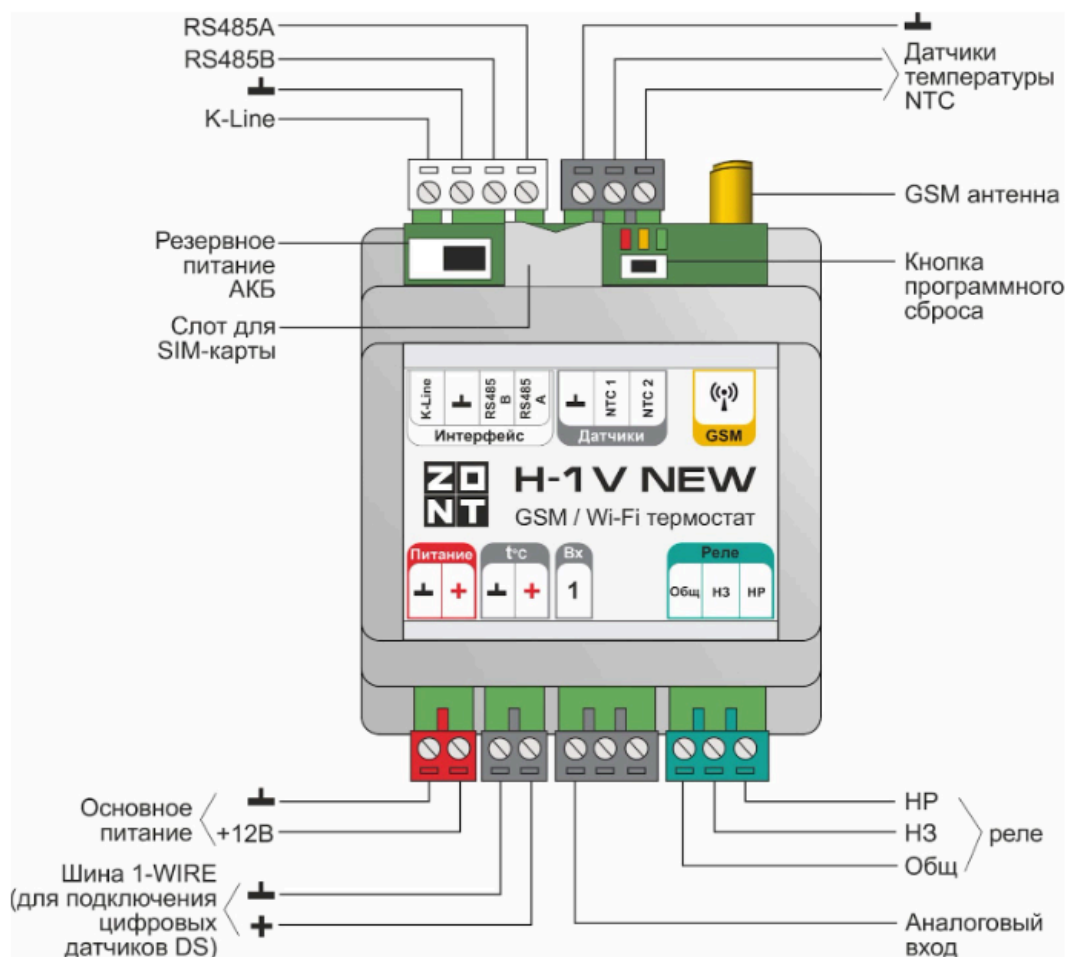 RS485A
RS485B
K-Line
Датчики
температуры
NTC
GSM антенна
Резервное
питание
АКБ
Кнопка
программного
сброса
Слот для
SIM-карты
K-Line
RS485
B
RS485
A
Интерфейс
NTC 1
NTC 2
Датчики
GSM
ZONT
H-1V NEW
GSM / Wi-Fi термостат
Питание
+
t°C
+
Вх
1
Реле
Общ
НЗ
НР
Основное
питание
+12В
Шина 1-WIRE
(для подключения
цифровых
датчиков DS)
+
НР
НЗ
Общ
реле
Аналоговый
вход